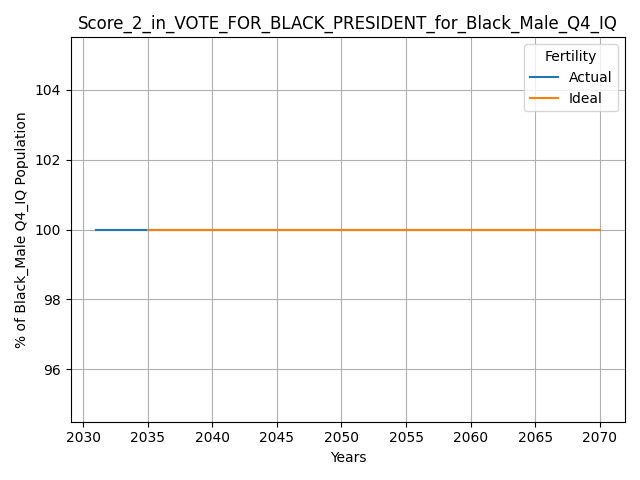 Score_2_in_VOTE_FOR_BLACK_PRESIDENT_for_Black_Male_Q4_IQ
Fertility
Actual
Ideal
% of Black_Male Q4_IQ Population
104
102
100
98
96
2030 2035 2040 2045 2050 2055 2060 2065 2070
Years